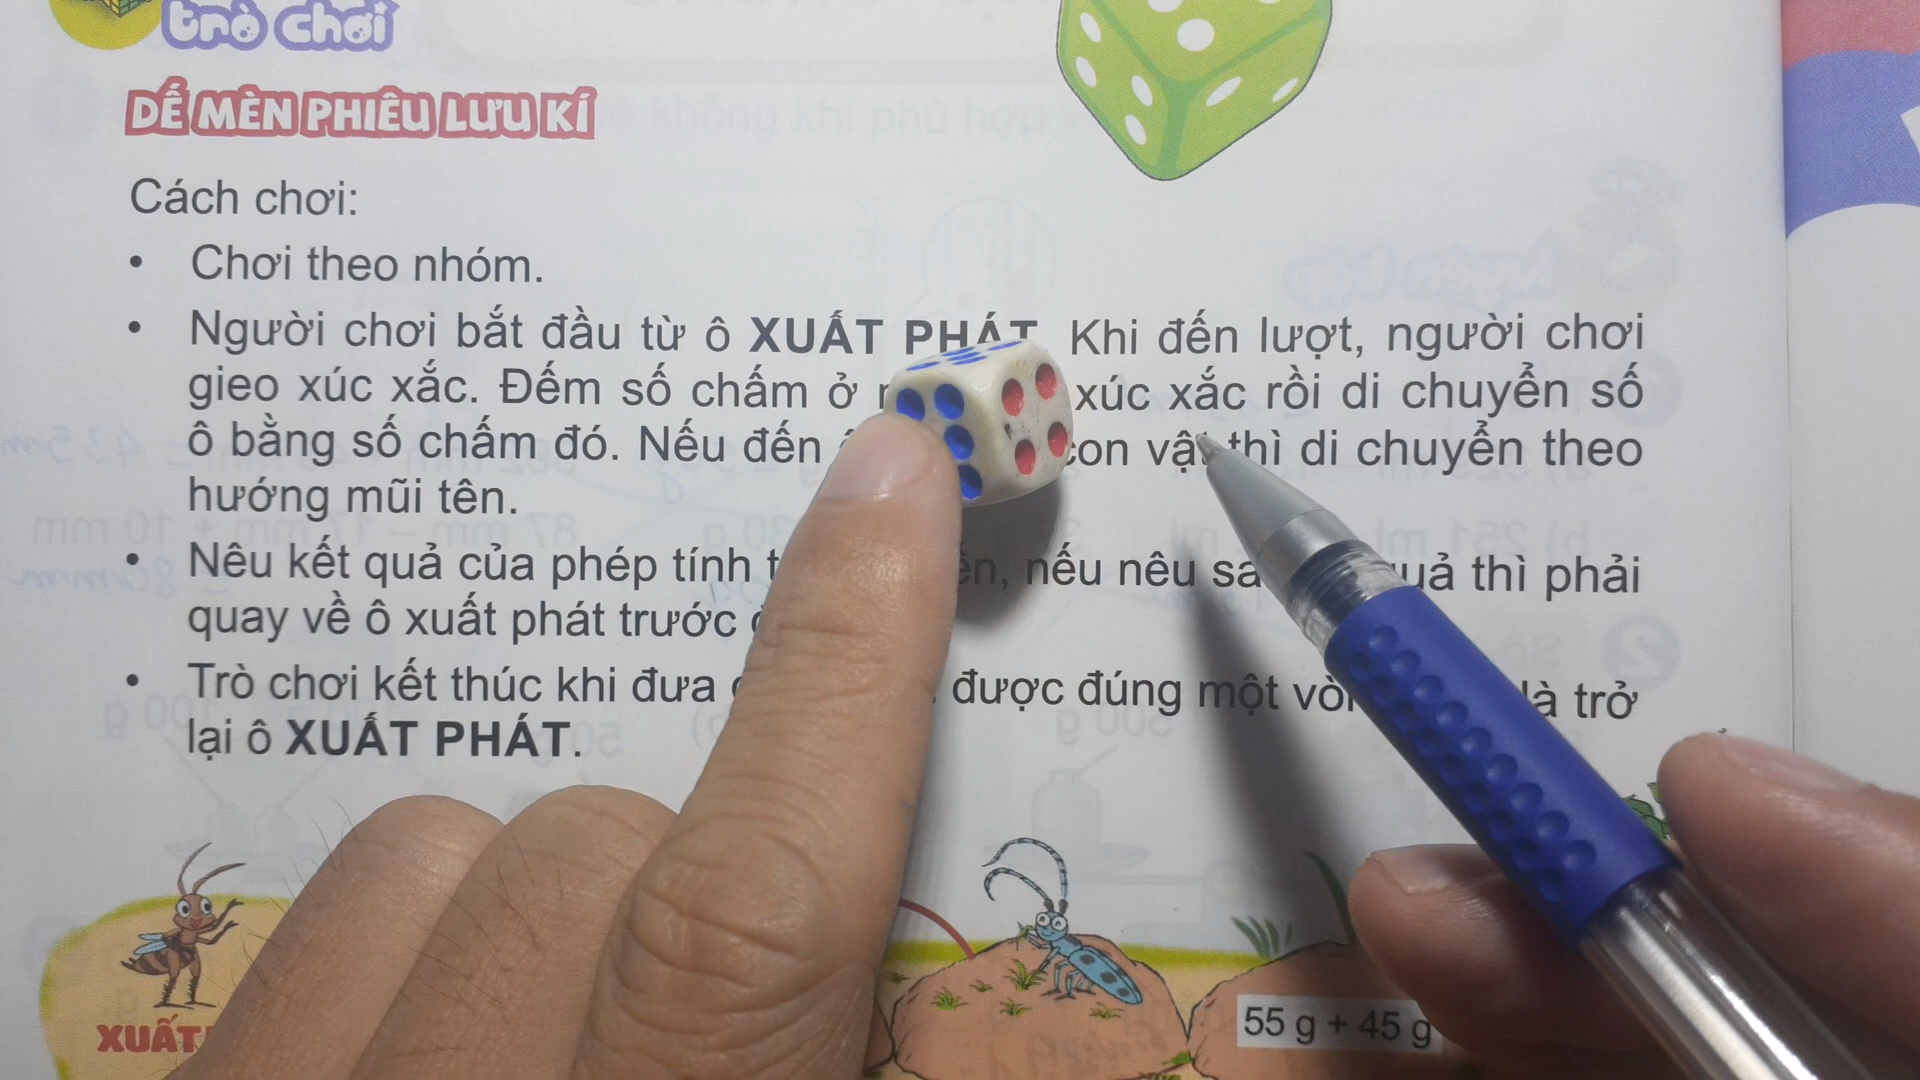 trò chơi
DẾ MÈN PHIÊU LƯU KÍ
Cách chơi:
• Chơi theo nhóm.
• Người chơi bắt đầu từ ô XUẤT PHÁT. Khi đến lượt, người chơi
gieo xúc xắc. Đếm số chấm ở xúc xắc rồi di chuyển số
ô bằng số chấm đó. Nếu đến con vật thì di chuyển theo
hướng mũi tên.
• Nêu kết quả của phép tính nếu nêu thì phải
quay về ô xuất phát trước
• Trò chơi kết thúc khi đưa được đúng một là trở
lại ô XUẤT PHÁT.
XUẤT
55 g + 45 g